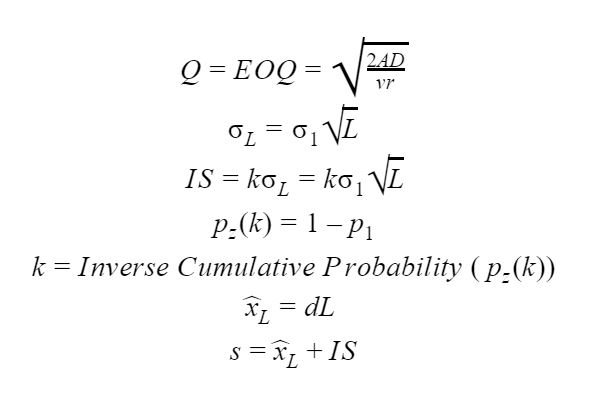 Q = EOQ = √(2AD/vr)
σ_L = σ_1√L
IS = kσ_L = kσ_1√L
p_z(k) = 1 − p_1
k = Inverse Cumulative Probability ( p_z(k))
x̂_L = dL
s = x̂_L + IS